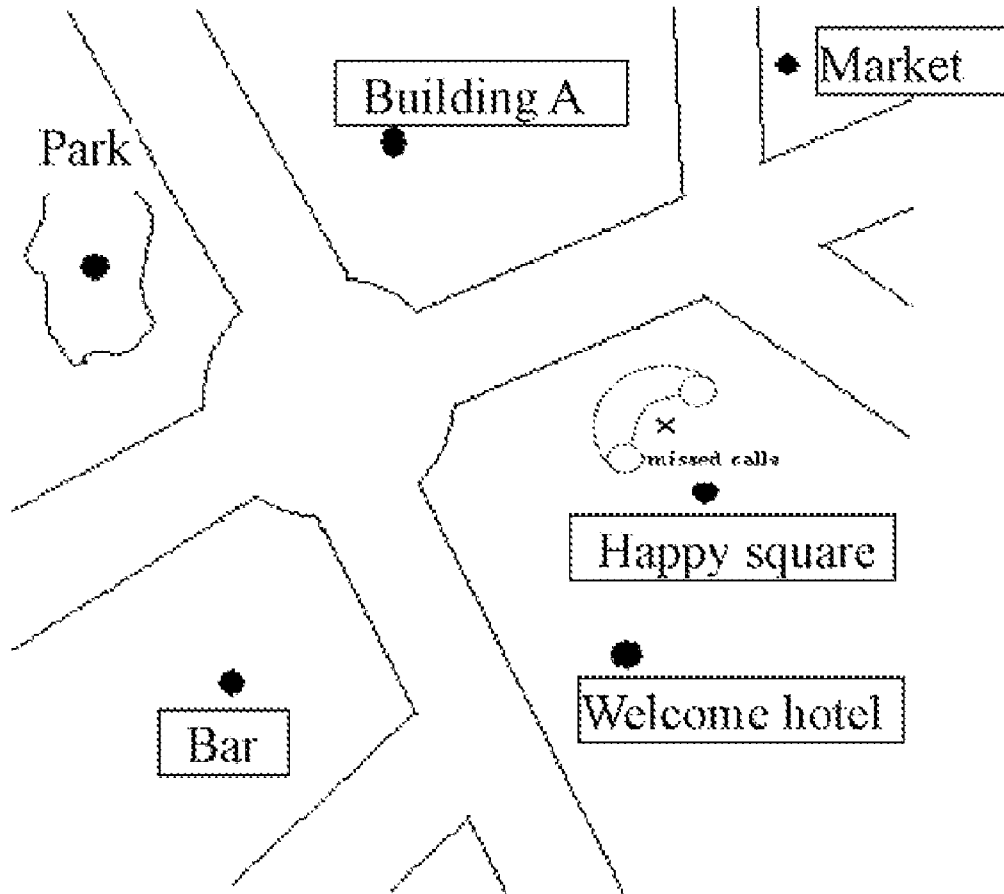 Market
Building A
Park
missed calls
Happy square
Welcome hotel
Bar